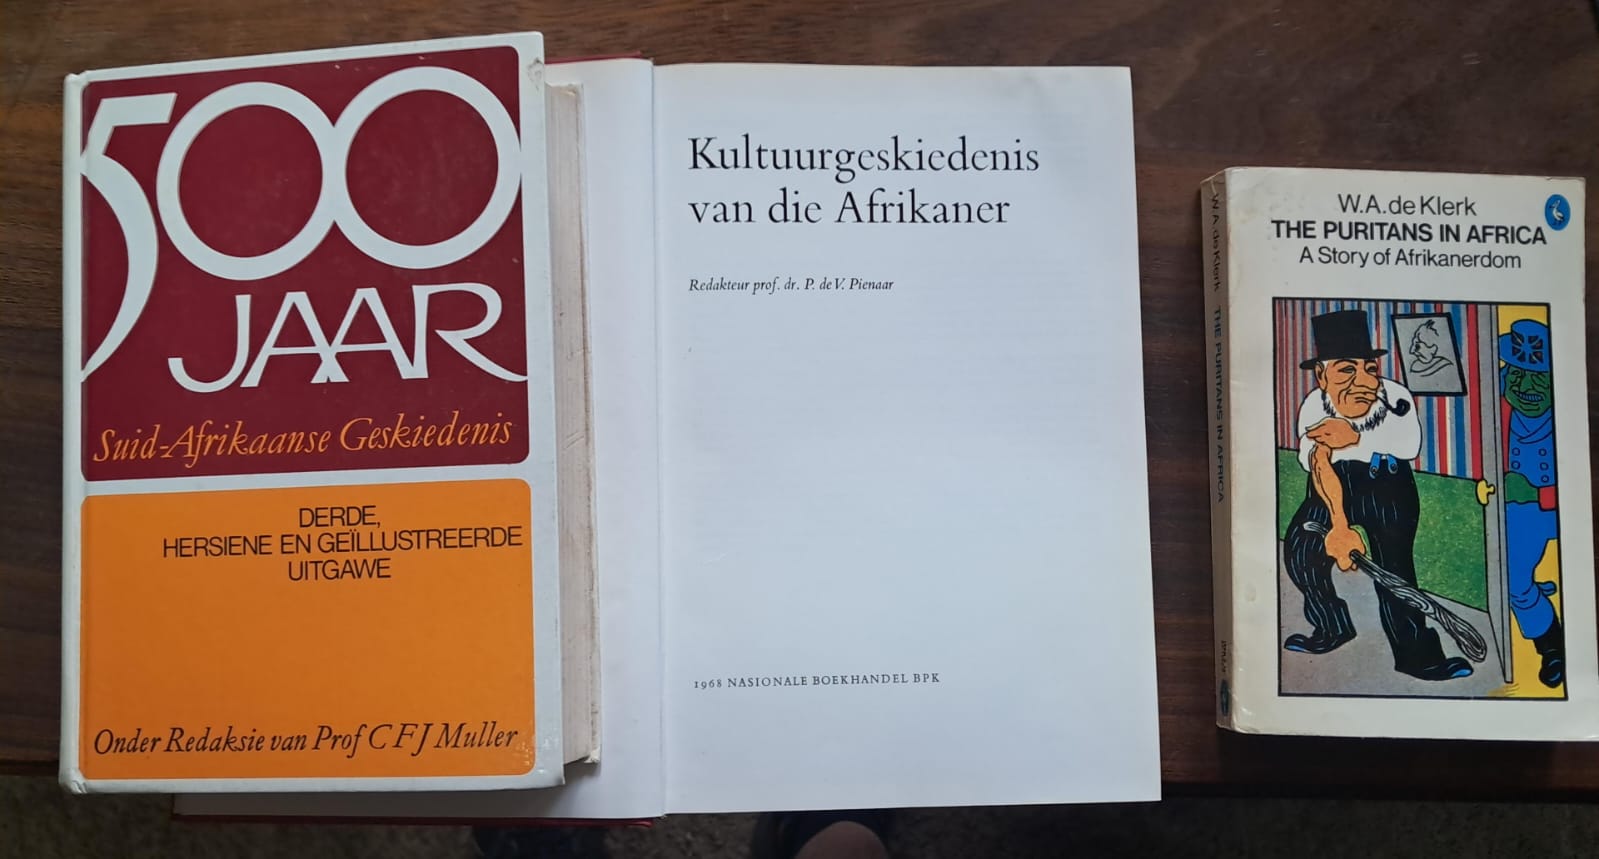 500
JAAR
Suid-Afrikaanse Geskiedenis
DERDE,
HERSIENE EN GEÏLLUSTREERDE
UITGAWE
Onder Redaksie van Prof C F J Muller
Kultuurgeskiedenis
van die Afrikaner
Redakteur prof. dr. P. de V. Pienaar
1968 NASIONALE BOEKHANDEL BPK
W.A. de Klerk THE PURITANS IN AFRICA
W.A. de Klerk
THE PURITANS IN AFRICA
A Story of Afrikanerdom